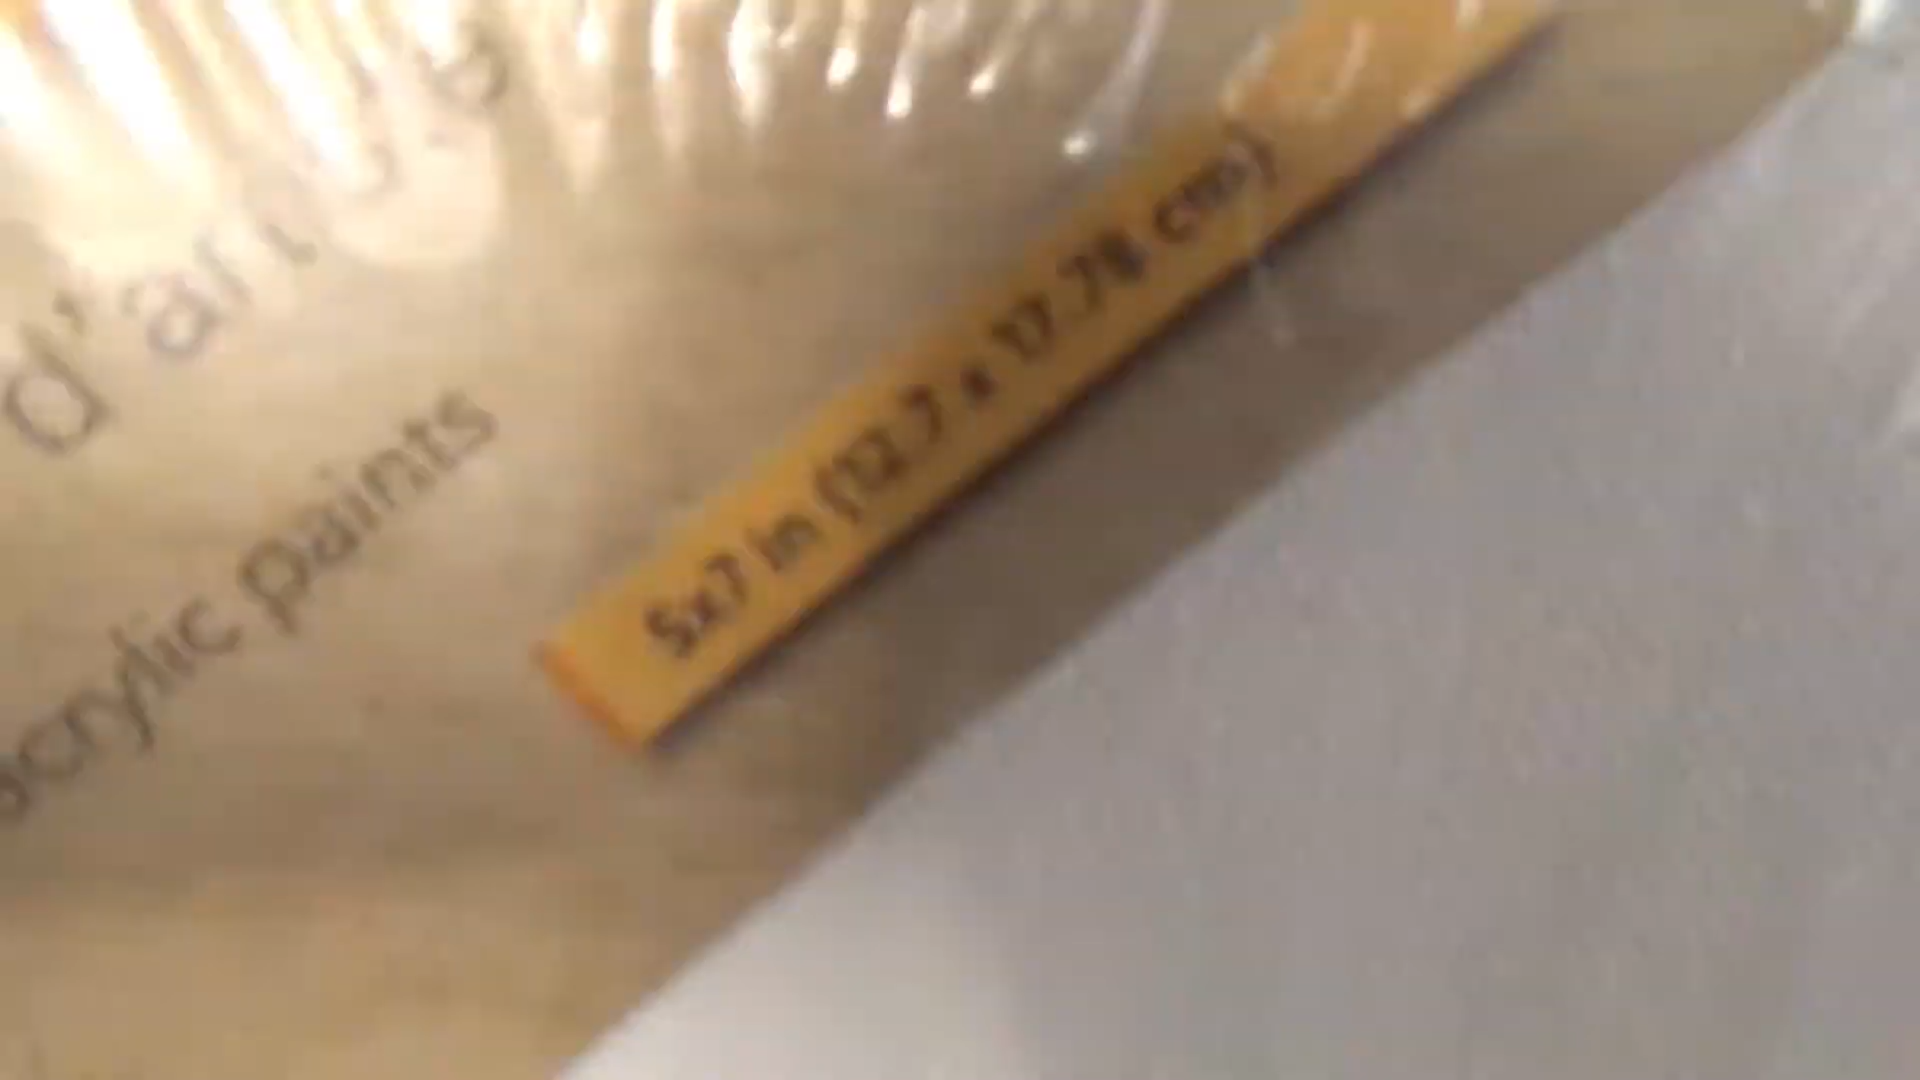 d'art
acrylic paints
5x7 in (12.7 x 17.78 cm)